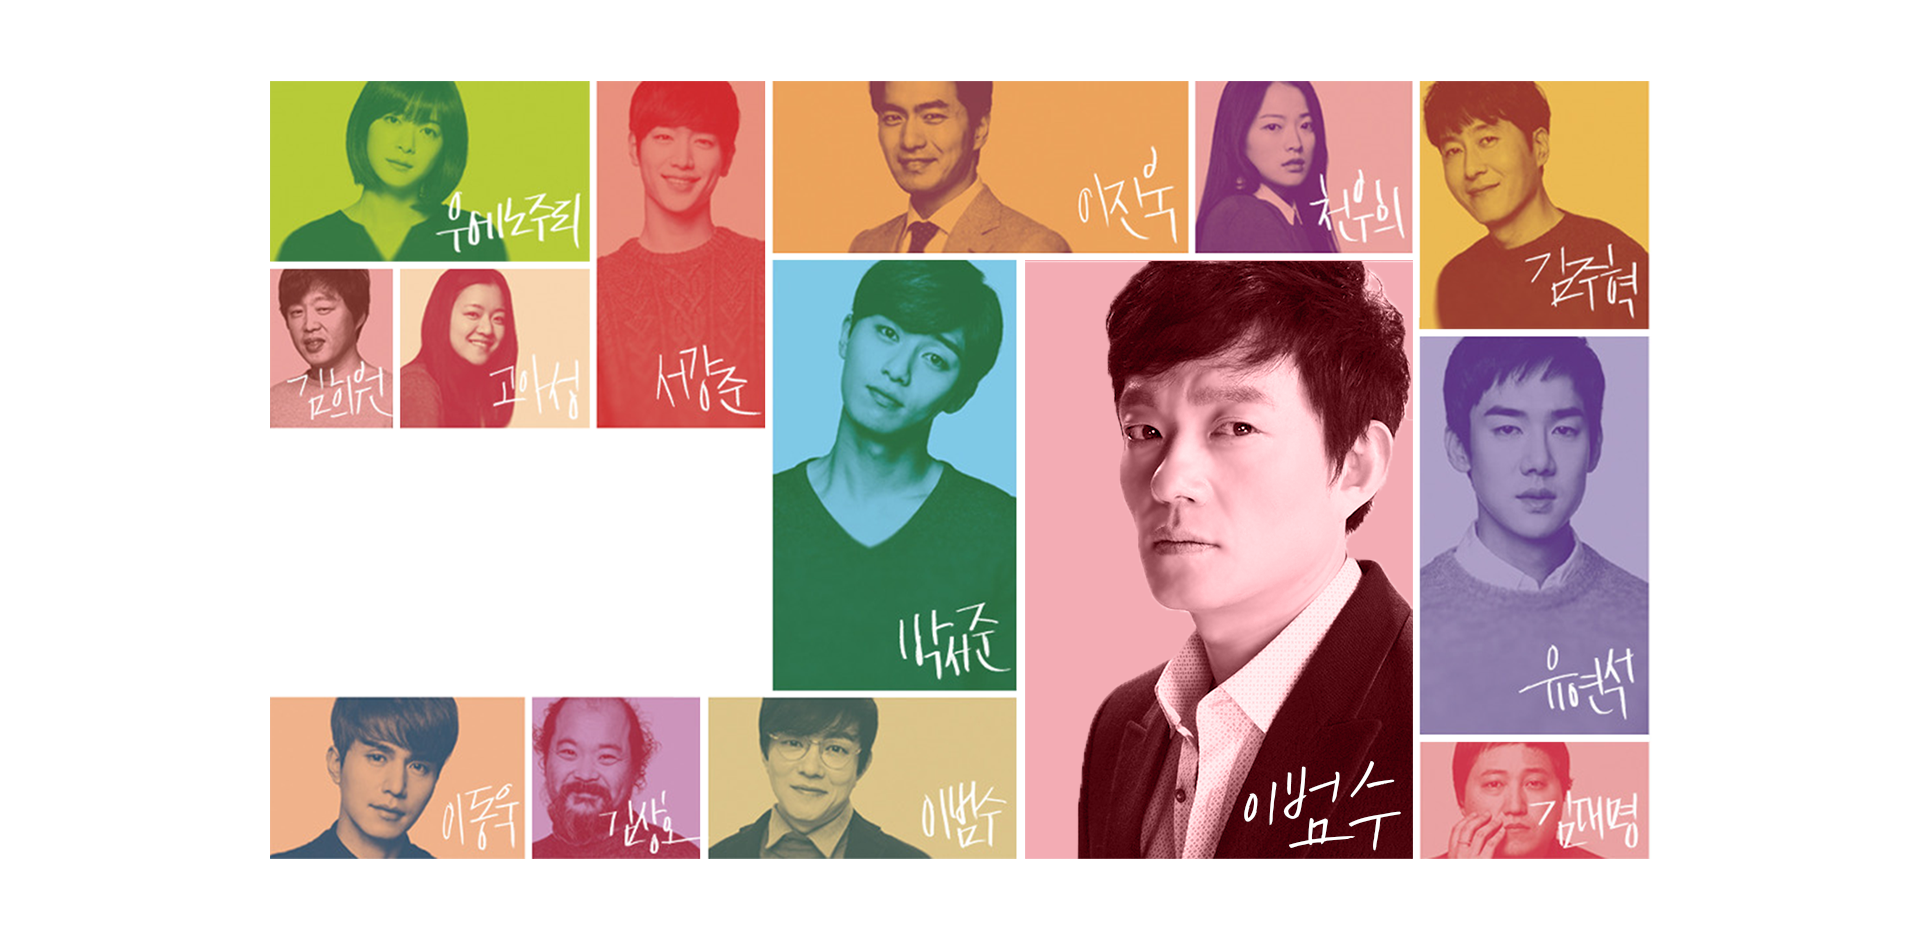 우에노주리
서강준
이진욱
천우희
김주혁
김희원
고아성
박서준
이범수
유연석
이동욱
김상호
이범수
김대명